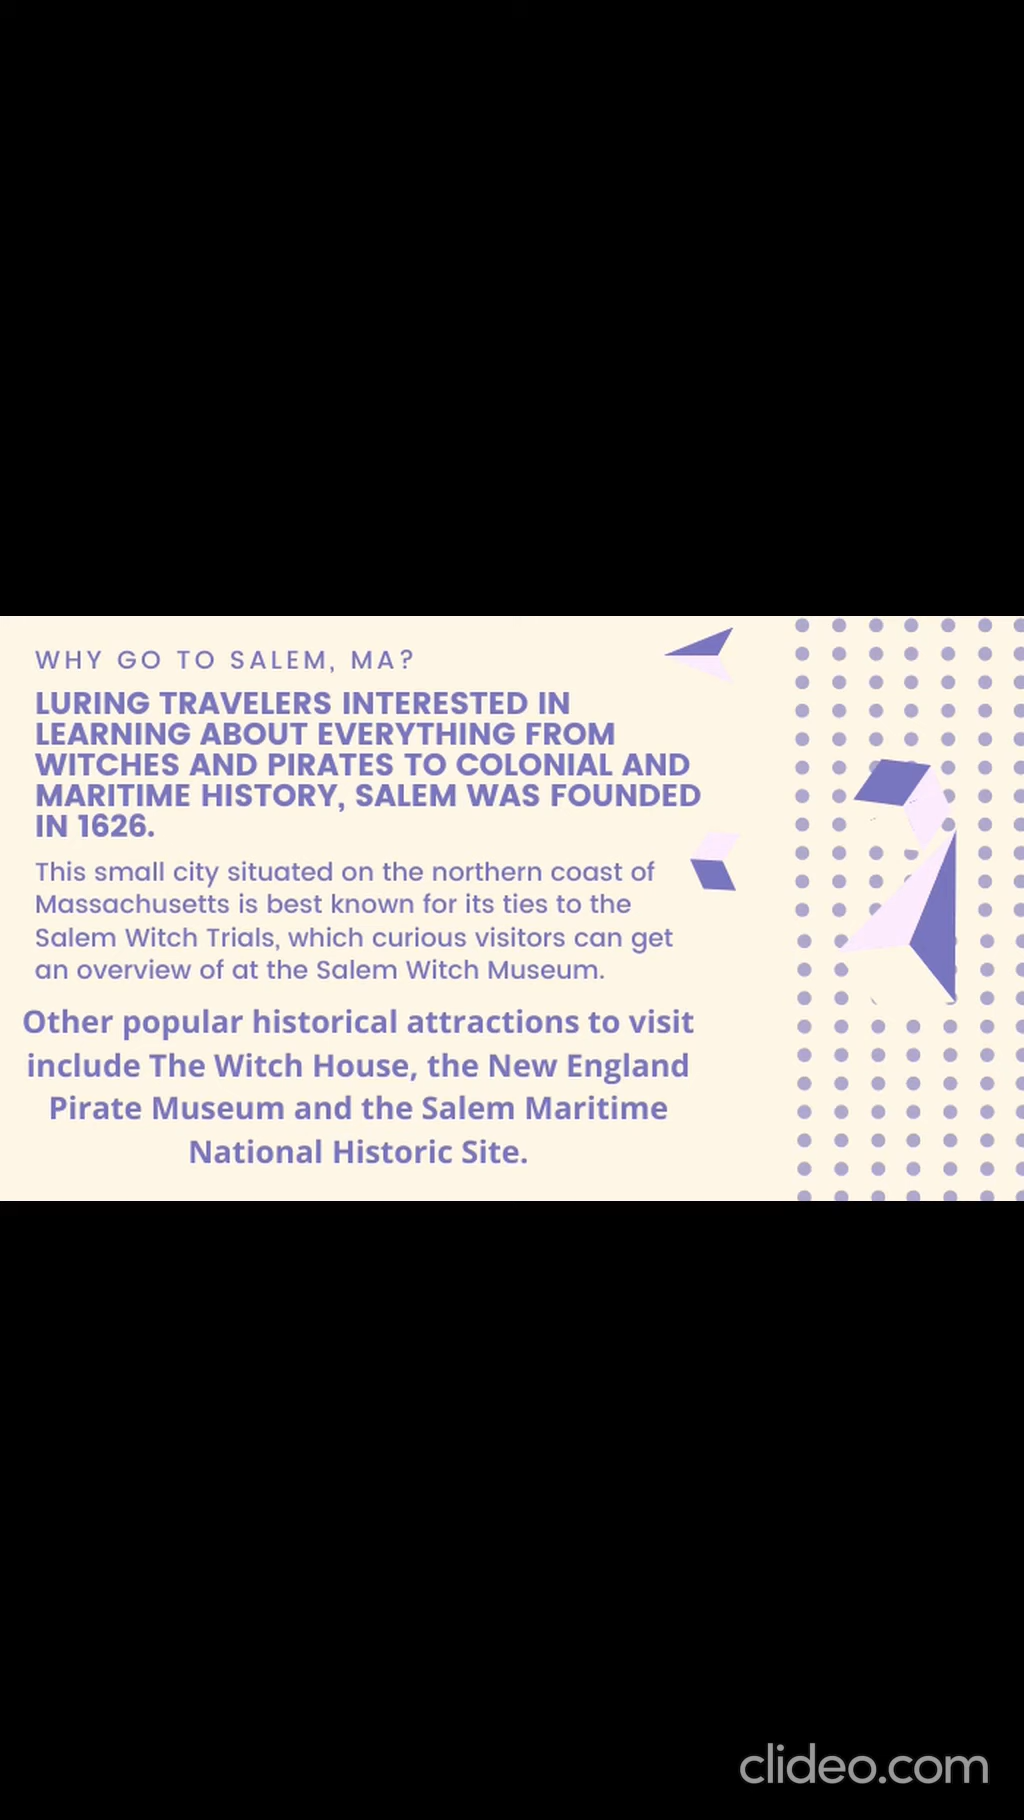 WHY GO TO SALEM, MA?
LURING TRAVELERS INTERESTED IN
LEARNING ABOUT EVERYTHING FROM
WITCHES AND PIRATES TO COLONIAL AND
MARITIME HISTORY, SALEM WAS FOUNDED
IN 1626.
This small city situated on the northern coast of
Massachusetts is best known for its ties to the
Salem Witch Trials, which curious visitors can get
an overview of at the Salem Witch Museum.
Other popular historical attractions to visit
include The Witch House, the New England
Pirate Museum and the Salem Maritime
National Historic Site.
clideo.com